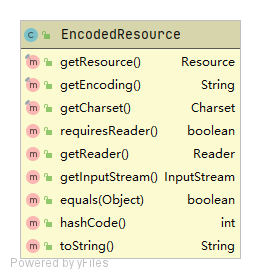 C EncodedResource
m getResource() Resource
m getEncoding() String
m getCharset() Charset
m requiresReader() boolean
m getReader() Reader
m getInputStream() InputStream
m equals(Object) boolean
m hashCode() int
m toString() String
Powered by yFiles